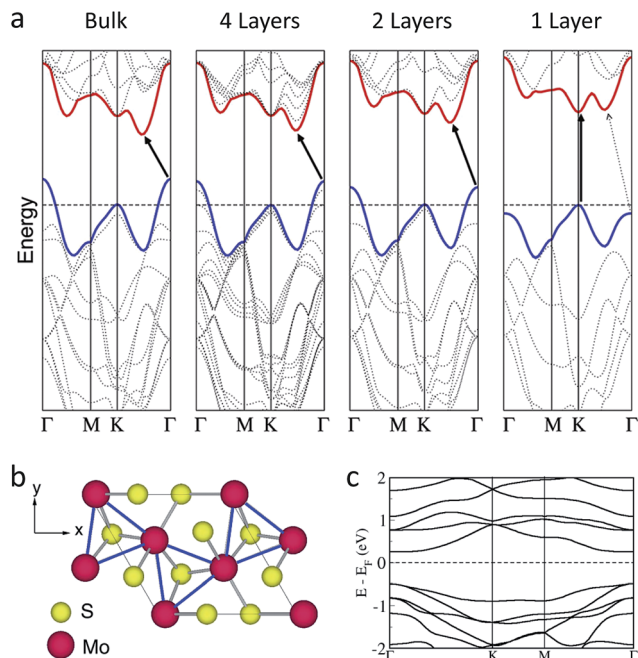 a
Bulk
4 Layers
2 Layers
1 Layer
Energy
Γ M K Γ
Γ M K Γ
Γ M K Γ
Γ M K Γ
b
y
x
S
Mo
c
E - E_F (eV)
2
1
0
-1
-2
Γ K M Γ